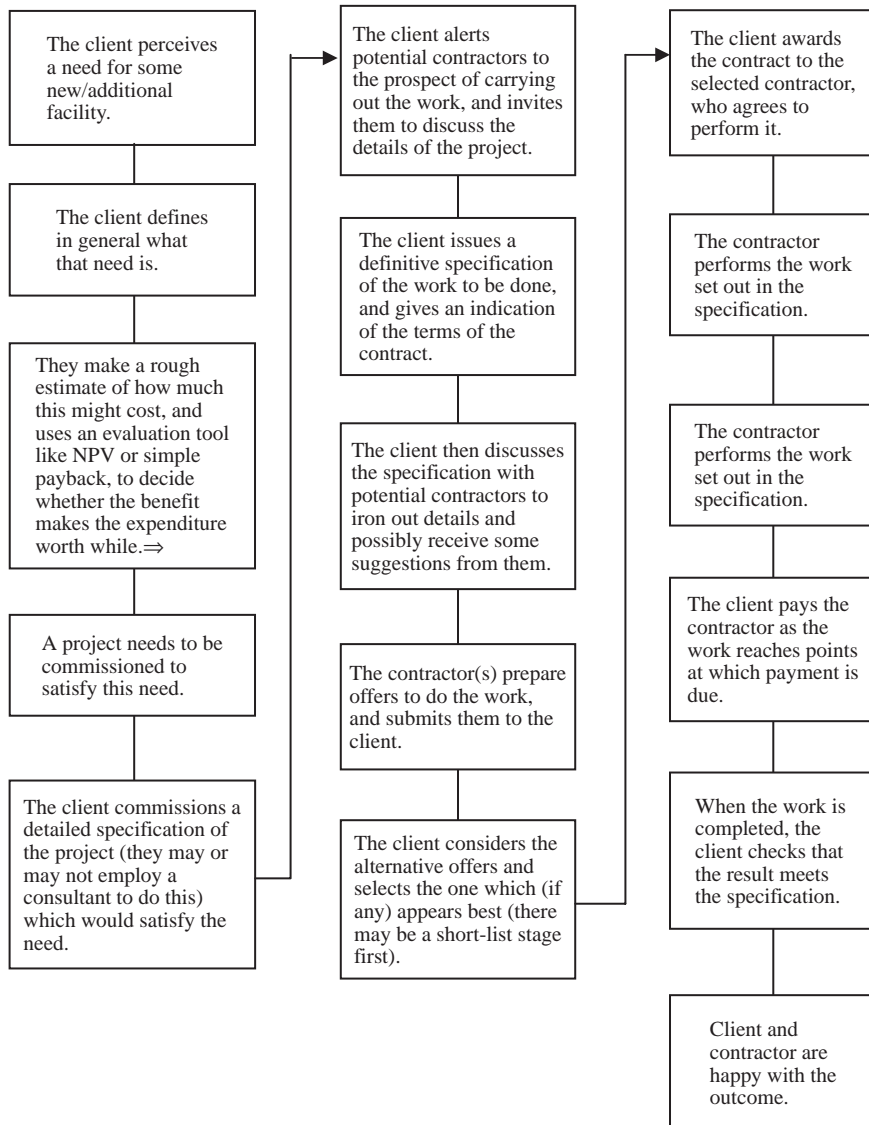 The client perceives
a need for some
new/additional
facility.
The client defines
in general what
that need is.
They make a rough
estimate of how much
this might cost, and
uses an evaluation tool
like NPV or simple
payback, to decide
whether the benefit
makes the expenditure
worth while.⇒
A project needs to be
commissioned to
satisfy this need.
The client commissions a
detailed specification of
the project (they may or
may not employ a
consultant to do this)
which would satisfy the
need.
The client alerts
potential contractors to
the prospect of carrying
out the work, and invites
them to discuss the
details of the project.
The client issues a
definitive specification
of the work to be done,
and gives an indication
of the terms of the
contract.
The client then discusses
the specification with
potential contractors to
iron out details and
possibly receive some
suggestions from them.
The contractor(s) prepare
offers to do the work,
and submits them to the
client.
The client considers the
alternative offers and
selects the one which (if
any) appears best (there
may be a short-list stage
first).
The client awards
the contract to the
selected contractor,
who agrees to
perform it.
The contractor
performs the work
set out in the
specification.
The contractor
performs the work
set out in the
specification.
The client pays the
contractor as the
work reaches points
at which payment is
due.
When the work is
completed, the
client checks that
the result meets
the specification.
Client and
contractor are
happy with the
outcome.